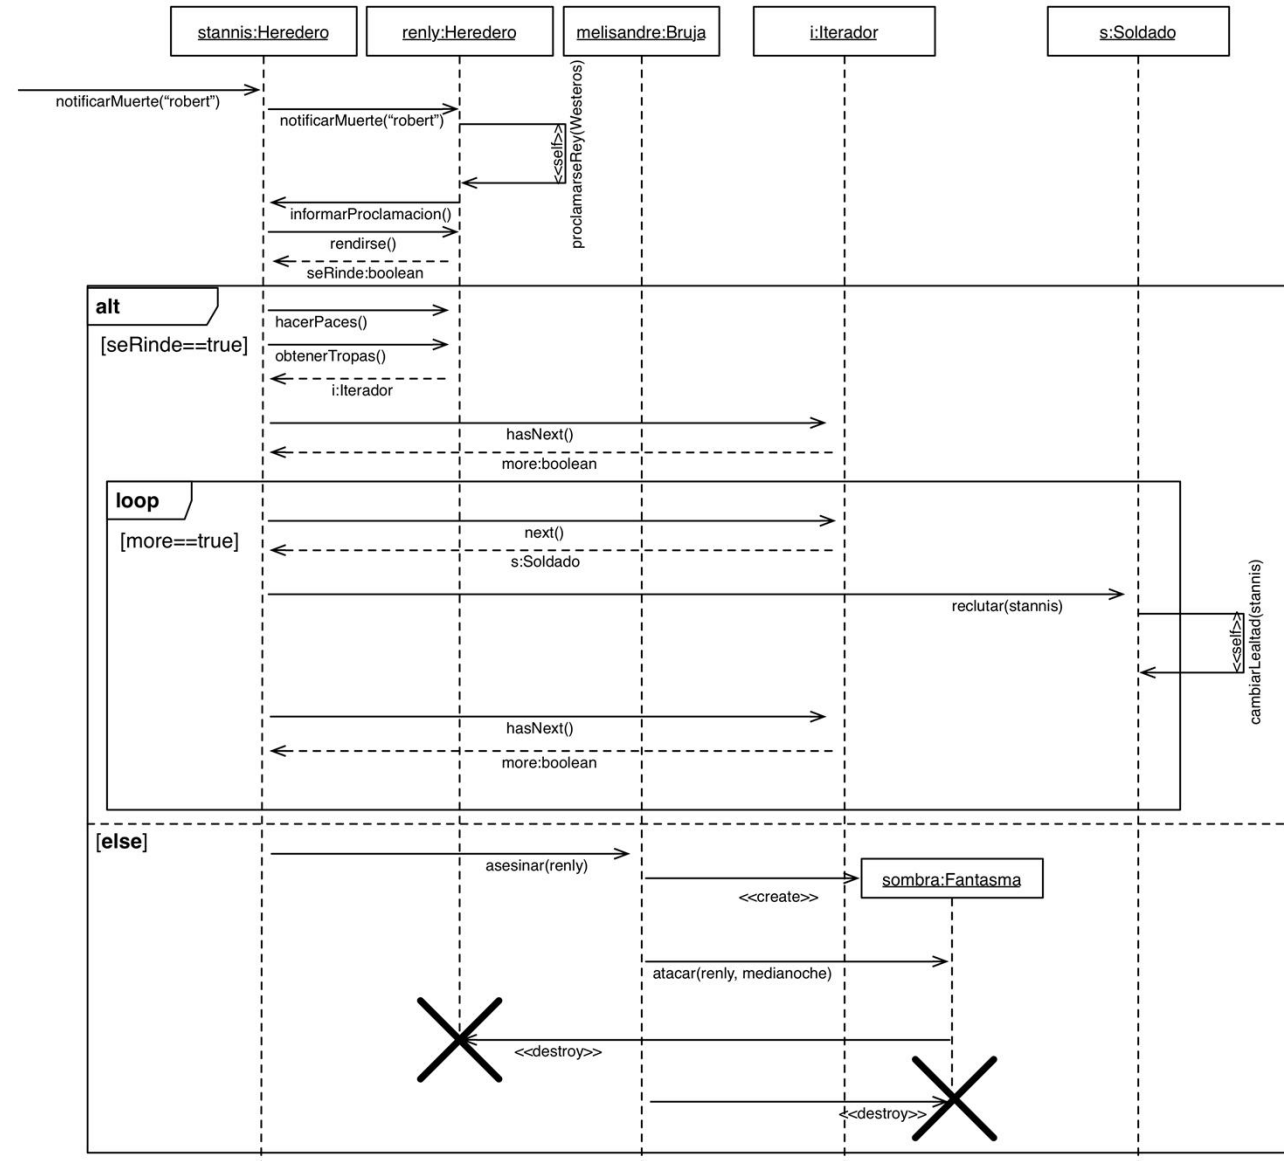 stannis:Heredero
renly:Heredero
melisandre:Bruja
i:Iterador
s:Soldado
notificarMuerte(“robert”)
notificarMuerte(“robert”)
<<self>>
proclamarseRey(Westeros)
informarProclamacion()
rendirse()
seRinde:boolean
alt
[seRinde==true]
hacerPaces()
obtenerTropas()
i:Iterador
hasNext()
more:boolean
loop
[more==true]
next()
s:Soldado
reclutar(stannis)
<<self>>
cambiarLealtad(stannis)
hasNext()
more:boolean
[else]
asesinar(renly)
sombra:Fantasma
<<create>>
atacar(renly, medianoche)
<<destroy>>
<<destroy>>